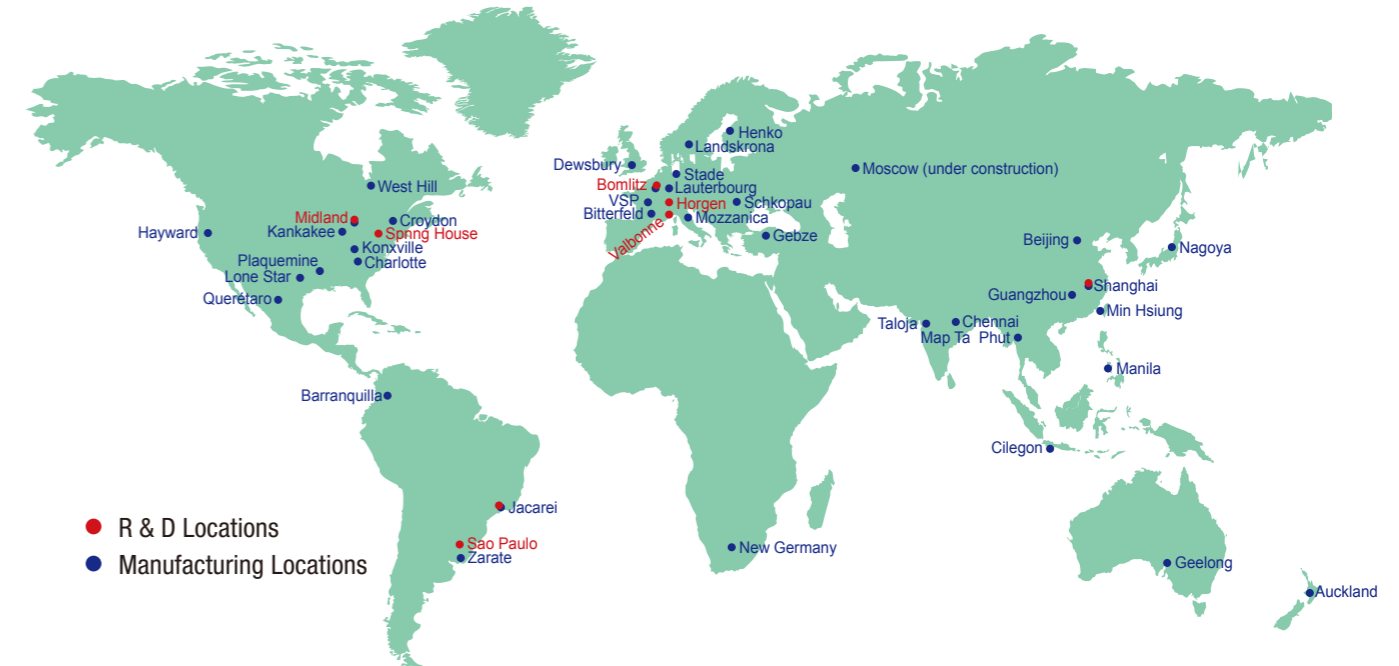 Henko
Landskrona
Dewsbury
Moscow (under construction)
Stade
Bomlitz
Lauterbourg
West Hill
VSP
Horgen
Schkopau
Bitterfeld
Mozzanica
Midland
Croydon
Hayward
Kankakee
Spnng House
Valbonne
Gebze
Beijing
Nagoya
Konxville
Plaquemine
Charlotte
Lone Star
Shanghai
Guangzhou
Querétaro
Min Hsiung
Taloja
Chennai
Map Ta Phut
Manila
Barranquilla
Cilegon
Jacarei
R & D Locations
Sao Paulo
New Germany
Zarate
Manufacturing Locations
Geelong
Auckland